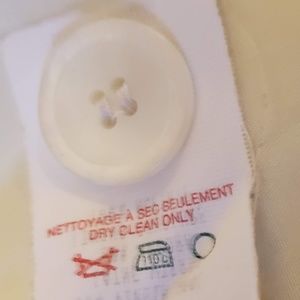 NETTOYAGE À SEC SEULEMENT
DRY CLEAN ONLY
110°C